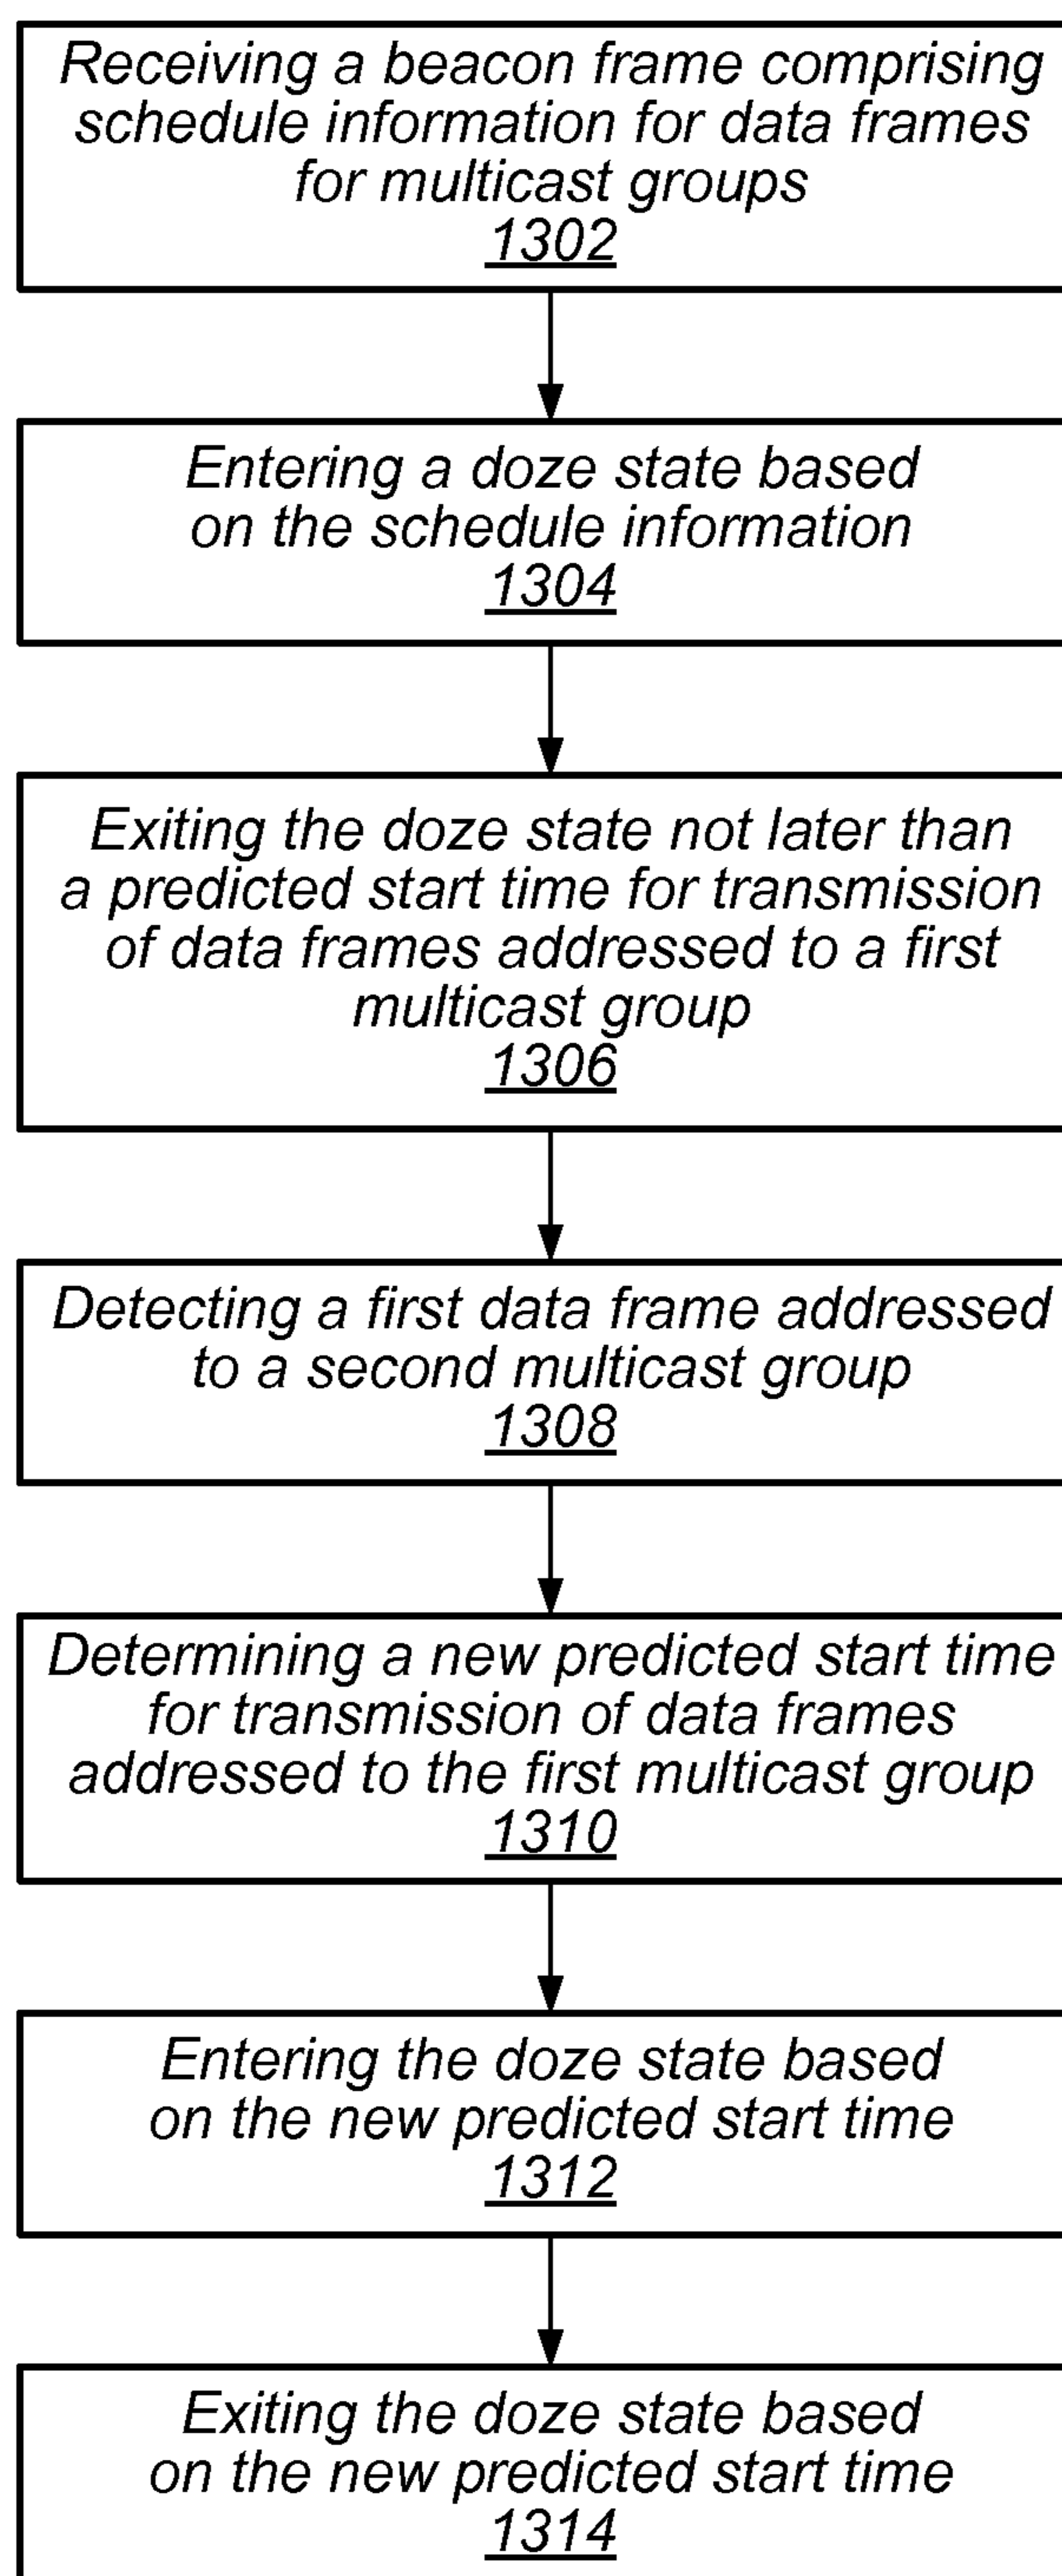 Receiving a beacon frame comprising
schedule information for data frames
for multicast groups
1302
Entering a doze state based
on the schedule information
1304
Exiting the doze state not later than
a predicted start time for transmission
of data frames addressed to a first
multicast group
1306
Detecting a first data frame addressed
to a second multicast group
1308
Determining a new predicted start time
for transmission of data frames
addressed to the first multicast group
1310
Entering the doze state based
on the new predicted start time
1312
Exiting the doze state based
on the new predicted start time
1314